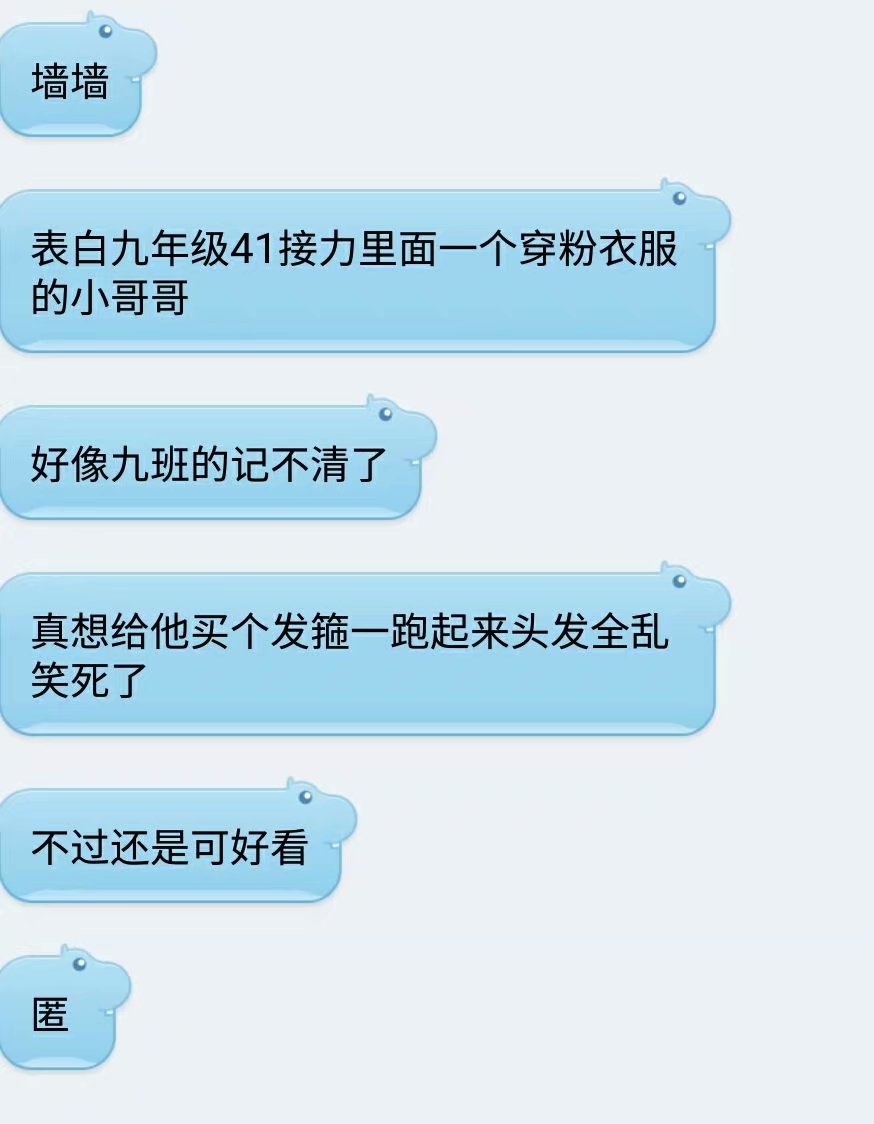 墙墙
表白九年级41接力里面一个穿粉衣服
的小哥哥
好像九班的记不清了
真想给他买个发箍一跑起来头发全乱
笑死了
不过还是可好看
匿